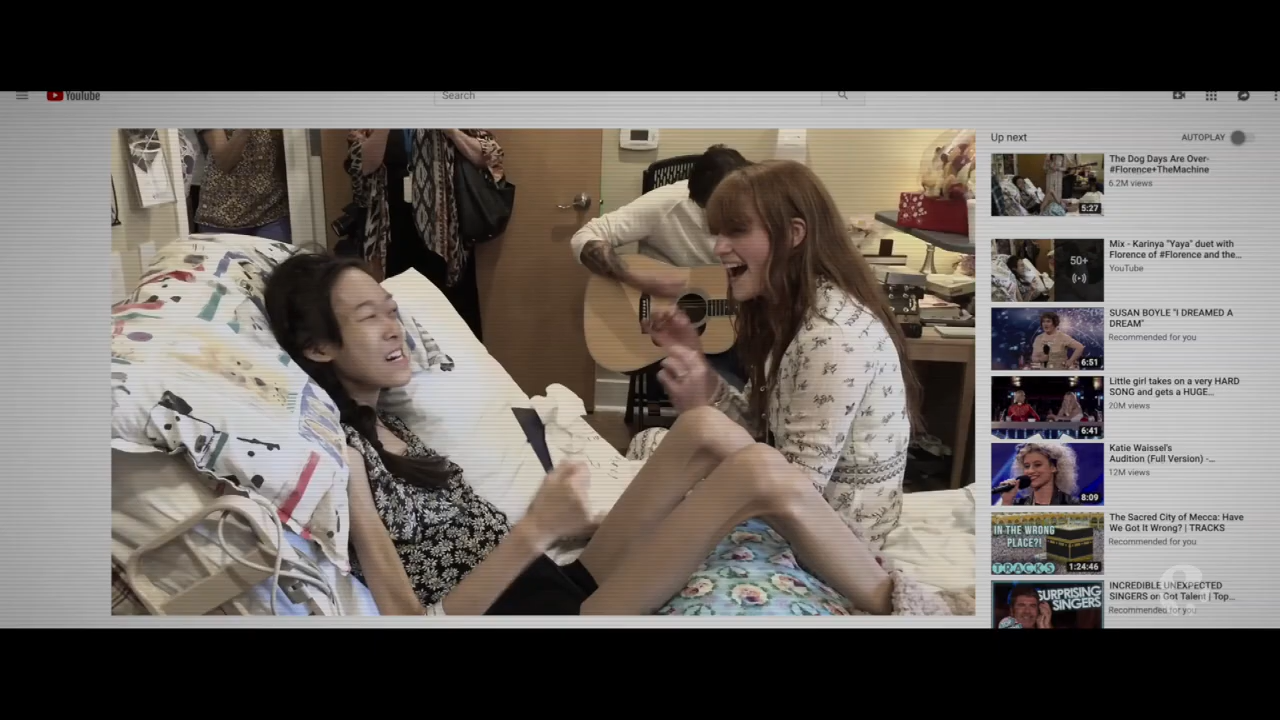 YouTube
Search
Up next
AUTOPLAY
The Dog Days Are Over-
#Florence+TheMachine
6.2M views
5:27
Mix - Karinya "Yaya" duet with
Florence of #Florence and the...
YouTube
50+
SUSAN BOYLE "I DREAMED A
DREAM"
Recommended for you
6:51
Little girl takes on a very HARD
SONG and gets a HUGE...
20M views
6:41
Katie Waissel's
Audition (Full Version) -...
12M views
8:09
The Sacred City of Mecca: Have
We Got It Wrong? | TRACKS
Recommended for you
IN THE WRONG
PLACE?!
TRACKS
1:24:46
INCREDIBLE UNEXPECTED
SINGERS on Got Talent | Top...
Recommended for you
SURPRISING
SINGERS